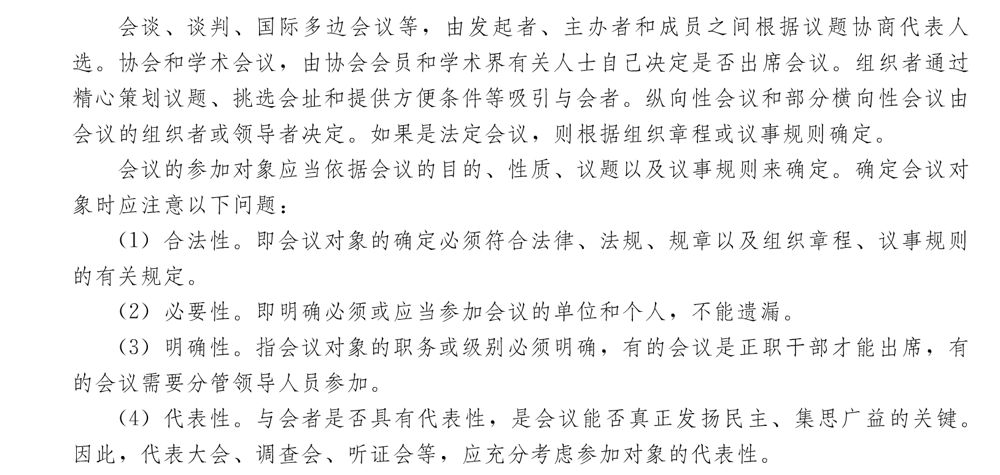 会谈、谈判、国际多边会议等，由发起者、主办者和成员之间根据议题协商代表人
选。协会和学术会议，由协会会员和学术界有关人士自己决定是否出席会议。组织者通过
精心策划议题、挑选会址和提供方便条件等吸引与会者。纵向性会议和部分横向性会议由
会议的组织者或领导者决定。如果是法定会议，则根据组织章程或议事规则确定。
会议的参加对象应当依据会议的目的、性质、议题以及议事规则来确定。确定会议对
象时应注意以下问题：
（1）合法性。即会议对象的确定必须符合法律、法规、规章以及组织章程、议事规则
的有关规定。
（2）必要性。即明确必须或应当参加会议的单位和个人，不能遗漏。
（3）明确性。指会议对象的职务或级别必须明确，有的会议是正职干部才能出席，有
的会议需要分管领导人员参加。
（4）代表性。与会者是否具有代表性，是会议能否真正发扬民主、集思广益的关键。
因此，代表大会、调查会、听证会等，应充分考虑参加对象的代表性。